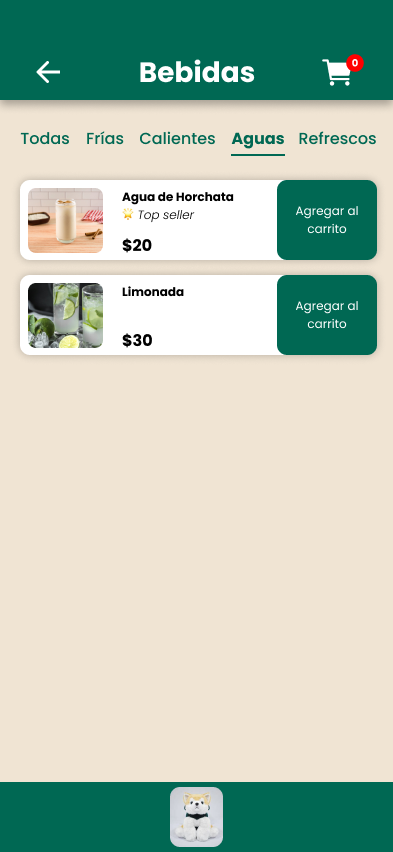 Bebidas
0
Todas Frías Calientes Aguas Refrescos
Agua de Horchata
Top seller
$20
Agregar al
carrito
Limonada
$30
Agregar al
carrito